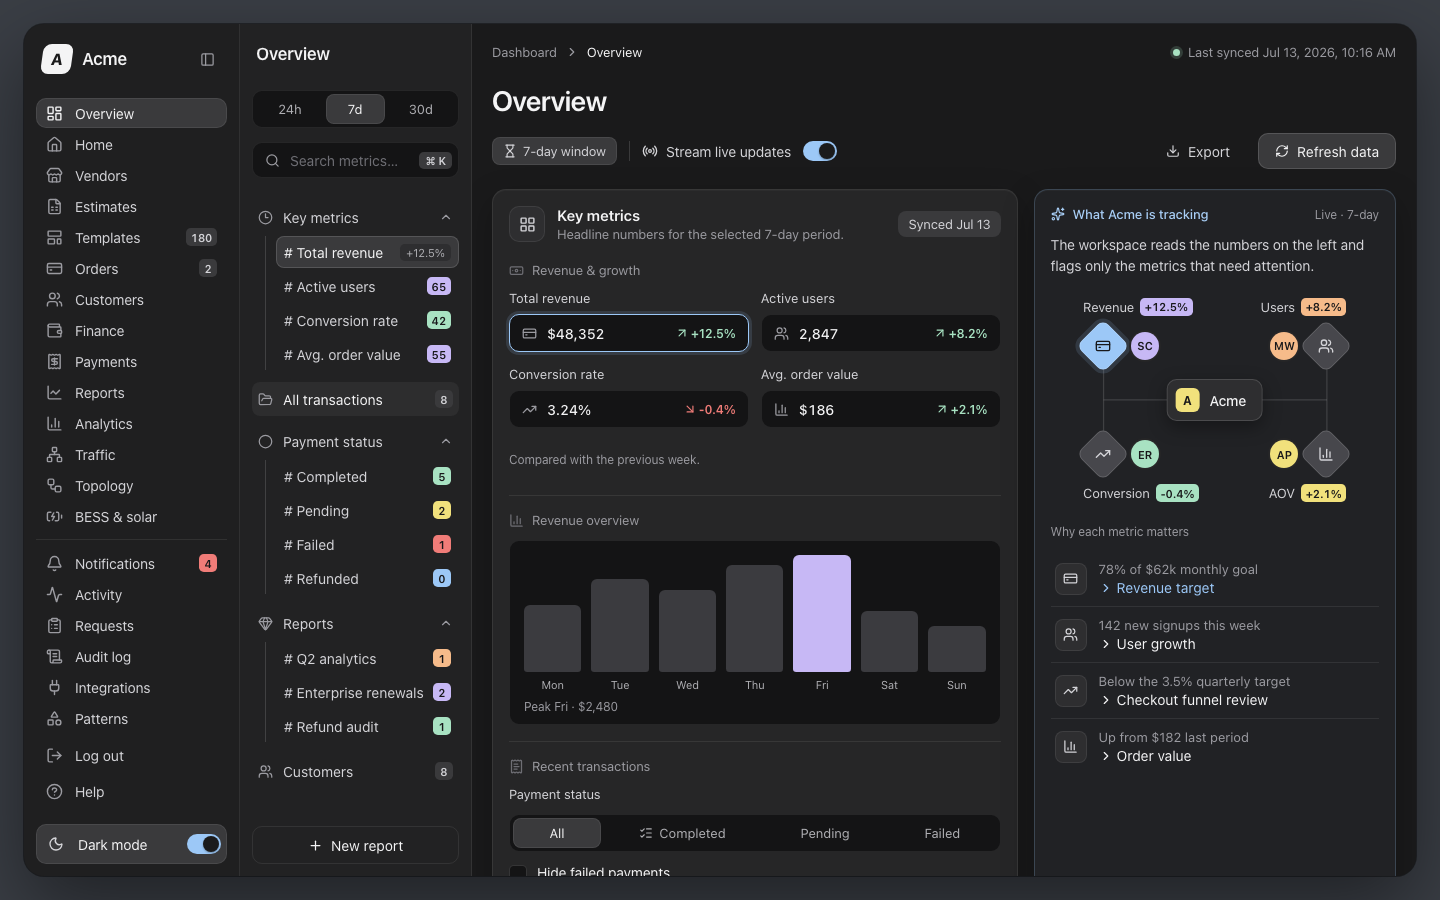 A Acme
Overview
Home
Vendors
Estimates
Templates 180
Orders 2
Customers
Finance
Payments
Reports
Analytics
Traffic
Topology
BESS & solar
Notifications 4
Activity
Requests
Audit log
Integrations
Patterns
Log out
Help
Dark mode
Overview
24h 7d 30d
Search metrics... ⌘ K
Key metrics
# Total revenue +12.5%
# Active users 65
# Conversion rate 42
# Avg. order value 55
All transactions 8
Payment status
# Completed 5
# Pending 2
# Failed 1
# Refunded 0
Reports
# Q2 analytics 1
# Enterprise renewals 2
# Refund audit 1
Customers 8
+ New report
Dashboard > Overview
Last synced Jul 13, 2026, 10:16 AM
Overview
7-day window
Stream live updates
Export
Refresh data
Key metrics
Headline numbers for the selected 7-day period.
Synced Jul 13
Revenue & growth
Total revenue
$48,352 +12.5%
Active users
2,847 +8.2%
Conversion rate
3.24% -0.4%
Avg. order value
$186 +2.1%
Compared with the previous week.
Revenue overview
Mon Tue Wed Thu Fri Sat Sun
Peak Fri · $2,480
Recent transactions
Payment status
All Completed Pending Failed
Hide failed payments
What Acme is tracking
Live · 7-day
The workspace reads the numbers on the left and
flags only the metrics that need attention.
Revenue +12.5%
Users +8.2%
SC
MW
A Acme
ER
AP
Conversion -0.4%
AOV +2.1%
Why each metric matters
78% of $62k monthly goal
> Revenue target
142 new signups this week
> User growth
Below the 3.5% quarterly target
> Checkout funnel review
Up from $182 last period
> Order value